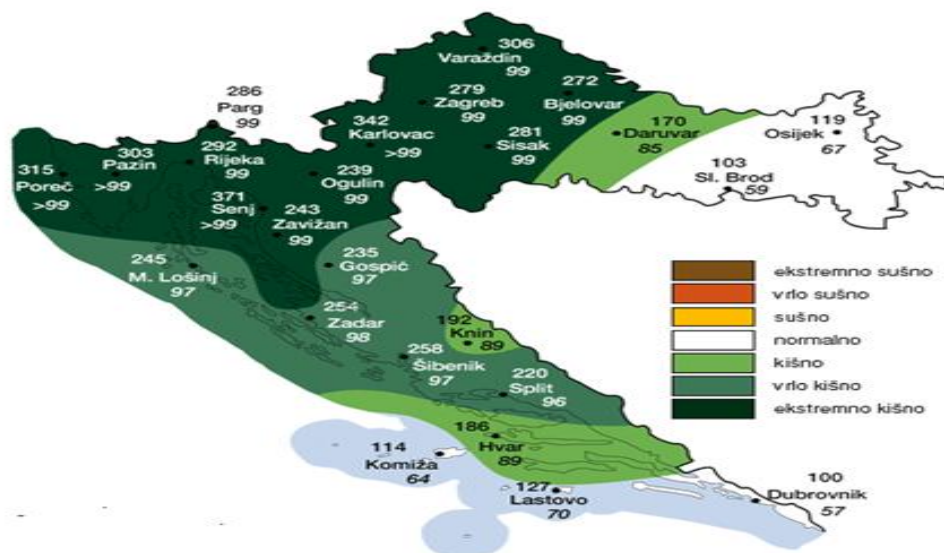 306
Varaždin
99
279
Zagreb
99
272
Bjelovar
99
286
Parg
99
342
Karlovac
>99
281
Sisak
99
170
Daruvar
85
119
Osijek
67
103
Sl. Brod
59
315
Poreč
>99
303
Pazin
>99
292
Rijeka
99
239
Ogulin
99
371
Senj
>99
243
Zavižan
99
245
M. Lošinj
97
235
Gospić
97
254
Zadar
98
192
Knin
89
258
Šibenik
97
220
Split
96
186
Hvar
89
114
Komiža
64
127
Lastovo
70
100
Dubrovnik
57
ekstremno sušno
vrlo sušno
sušno
normalno
kišno
vrlo kišno
ekstremno kišno